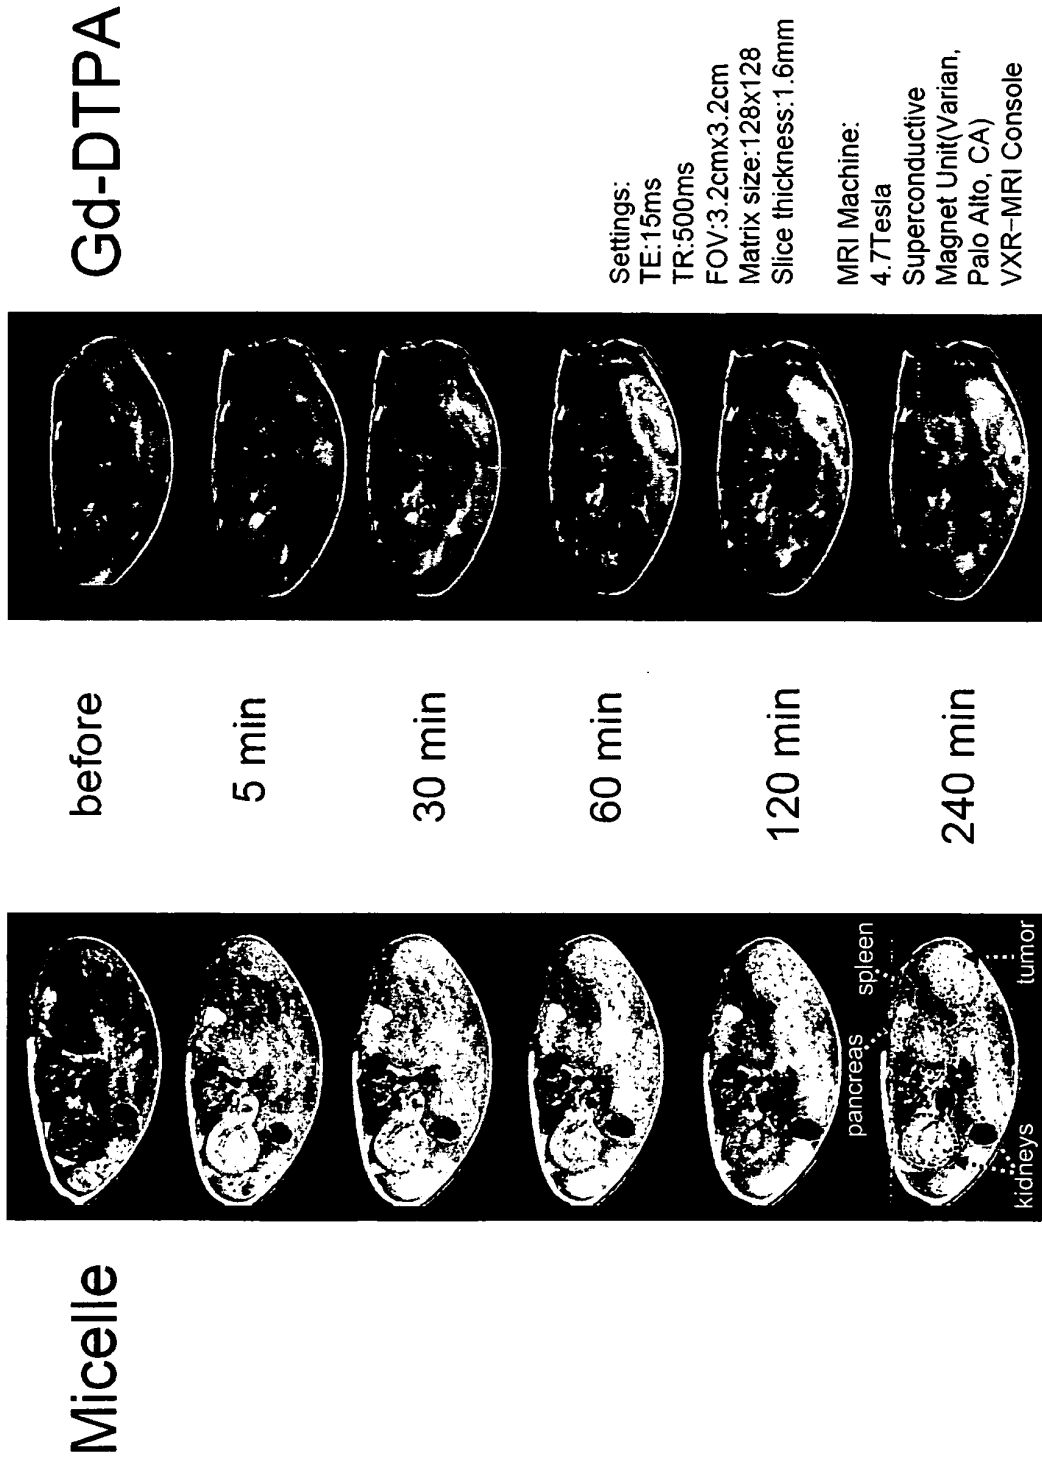 Gd-DTPA
Settings:
TE:15ms
TR:500ms
FOV:3.2cmx3.2cm
Matrix size:128x128
Slice thickness:1.6mm
MRI Machine:
4.7Tesla
Superconductive
Magnet Unit(Varian,
Palo Alto, CA)
VXR-MRI Console
before
5 min
30 min
60 min
120 min
240 min
Micelle
pancreas
spleen
kidneys
tumor